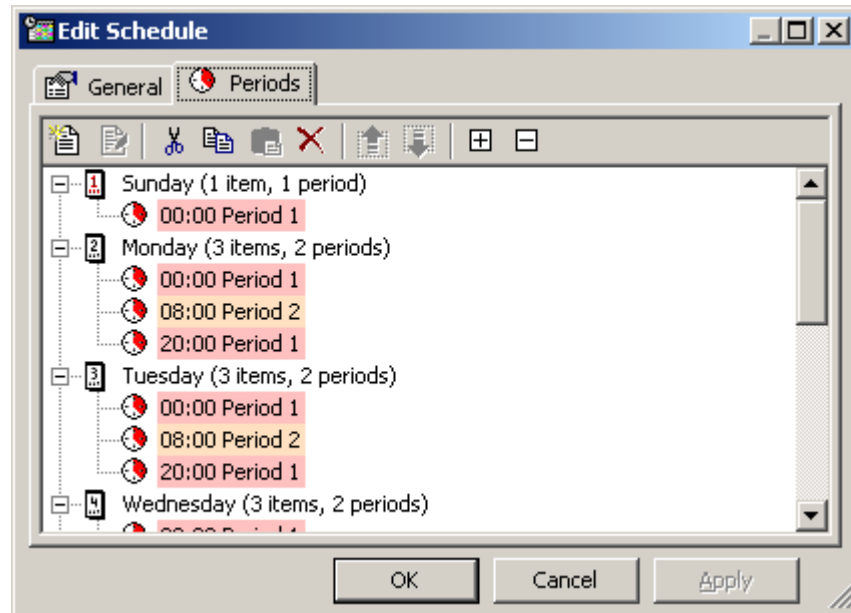 Edit Schedule
General Periods
Sunday (1 item, 1 period)
00:00 Period 1
Monday (3 items, 2 periods)
00:00 Period 1
08:00 Period 2
20:00 Period 1
Tuesday (3 items, 2 periods)
00:00 Period 1
08:00 Period 2
20:00 Period 1
Wednesday (3 items, 2 periods)
OK Cancel Apply